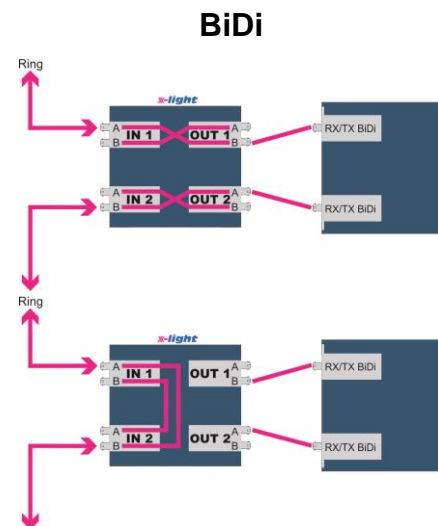 BiDi
Ring
x-light
A IN 1 OUT 1 A RX/TX BiDi
B B
A IN 2 OUT 2 A
B B RX/TX BiDi
Ring
x-light
A IN 1 OUT 1 A RX/TX BiDi
B B
A IN 2 OUT 2 A
B B RX/TX BiDi